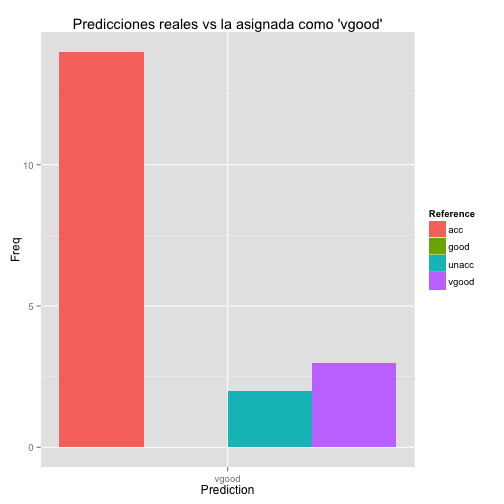 Predicciones reales vs la asignada como 'vgood'
10
5
0
Freq
vgood
Prediction
Reference
acc
good
unacc
vgood